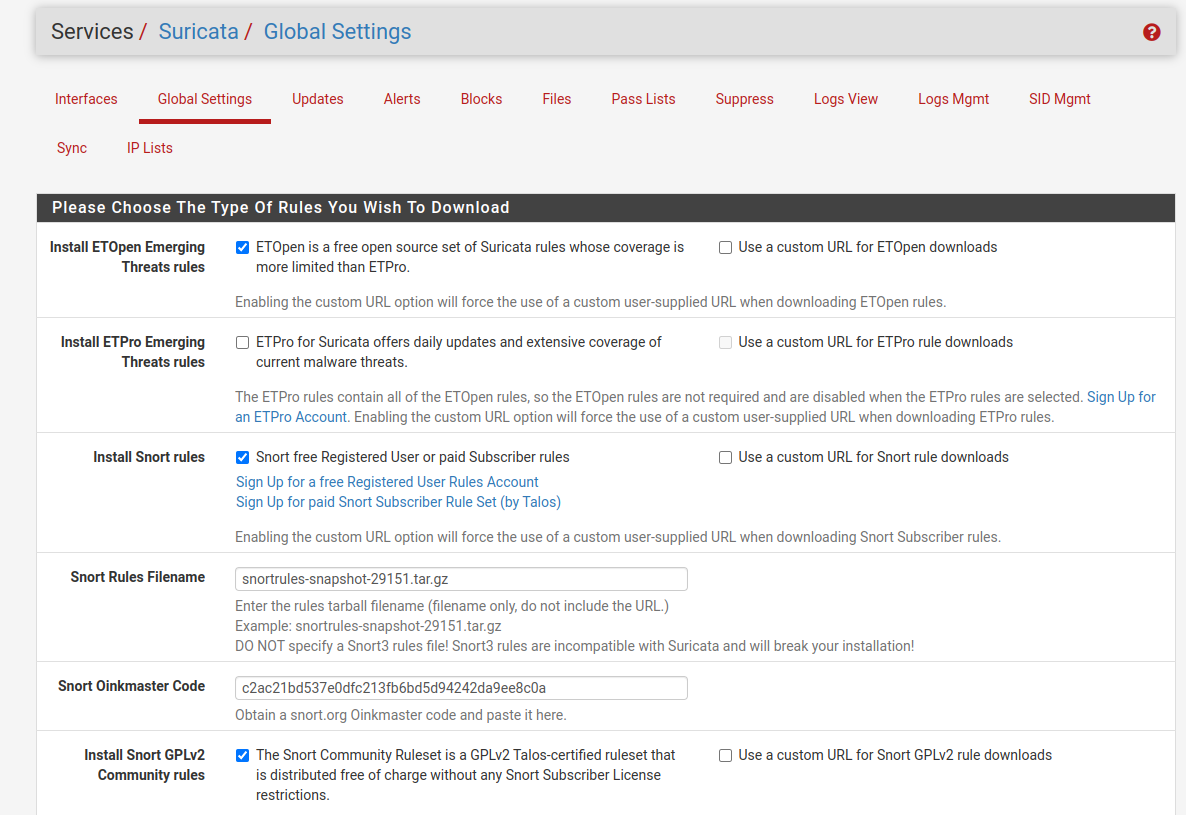 Services / Suricata / Global Settings
Interfaces Global Settings Updates Alerts Blocks Files Pass Lists Suppress Logs View Logs Mgmt SID Mgmt
Sync IP Lists
Please Choose The Type Of Rules You Wish To Download
Install ETOpen Emerging Threats rules
ETOpen is a free open source set of Suricata rules whose coverage is
more limited than ETPro.
Use a custom URL for ETOpen downloads
Enabling the custom URL option will force the use of a custom user-supplied URL when downloading ETOpen rules.
Install ETPro Emerging Threats rules
ETPro for Suricata offers daily updates and extensive coverage of
current malware threats.
Use a custom URL for ETPro rule downloads
The ETPro rules contain all of the ETOpen rules, so the ETOpen rules are not required and are disabled when the ETPro rules are selected. Sign Up for
an ETPro Account. Enabling the custom URL option will force the use of a custom user-supplied URL when downloading ETPro rules.
Install Snort rules
Snort free Registered User or paid Subscriber rules
Use a custom URL for Snort rule downloads
Sign Up for a free Registered User Rules Account
Sign Up for paid Snort Subscriber Rule Set (by Talos)
Enabling the custom URL option will force the use of a custom user-supplied URL when downloading Snort Subscriber rules.
Snort Rules Filename
snortrules-snapshot-29151.tar.gz
Enter the rules tarball filename (filename only, do not include the URL.)
Example: snortrules-snapshot-29151.tar.gz
DO NOT specify a Snort3 rules file! Snort3 rules are incompatible with Suricata and will break your installation!
Snort Oinkmaster Code
c2ac21bd537e0dfc213fb6bd5d94242da9ee8c0a
Obtain a snort.org Oinkmaster code and paste it here.
Install Snort GPLv2
Community rules
The Snort Community Ruleset is a GPLv2 Talos-certified ruleset that
is distributed free of charge without any Snort Subscriber License
restrictions.
Use a custom URL for Snort GPLv2 rule downloads